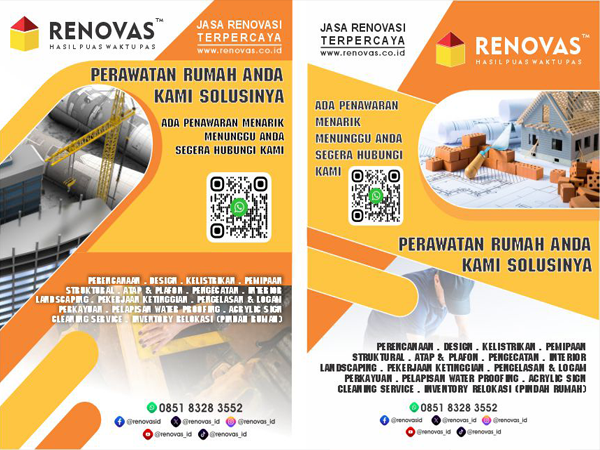 RENOVAS™
HASIL PUAS WAKTU PAS
JASA RENOVASI
TERPERCAYA
www.renovas.co.id
PERAWATAN RUMAH ANDA
KAMI SOLUSINYA
ADA PENAWARAN MENARIK
MENUNGGU ANDA
SEGERA HUBUNGI KAMI
PERENCANAAN . DESIGN . KELISTRIKAN . PEMIPAAN
STRUKTURAL . ATAP & PLAFON . PENGECATAN . INTERIOR
LANDSCAPING . PEKERJAAN KETINGGIAN . PENGELASAN & LOGAM
PERKAYUAN . PELAPISAN WATER PROOFING . ACRYLIC SIGN
CLEANING SERVICE . INVENTORY RELOKASI (PINDAH RUMAH)
0851 8328 3552
@renovasid @renovas_id @renovas_id
@renovas_id @renovas_id
JASA RENOVASI
TERPERCAYA
www.renovas.co.id
RENOVAS™
HASIL PUAS WAKTU PAS
ADA PENAWARAN
MENARIK
MENUNGGU ANDA
SEGERA HUBUNGI
KAMI
PERAWATAN RUMAH ANDA
KAMI SOLUSINYA
PERENCANAAN . DESIGN . KELISTRIKAN . PEMIPAAN
STRUKTURAL . ATAP & PLAFON . PENGECATAN . INTERIOR
LANDSCAPING . PEKERJAAN KETINGGIAN . PENGELASAN & LOGAM
PERKAYUAN . PELAPISAN WATER PROOFING . ACRYLIC SIGN
CLEANING SERVICE . INVENTORY RELOKASI (PINDAH RUMAH)
0851 8328 3552
@renovasid @renovas_id @renovas_id
@renovas_id @renovas_id